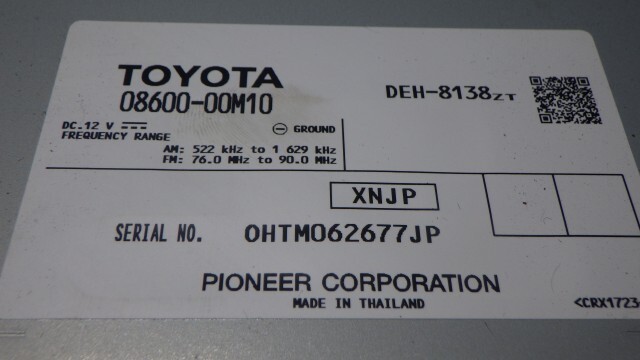 TOYOTA
08600-00M10
DEH-8138ZT
DC.12 V
⊖ GROUND
FREQUENCY RANGE
AM: 522 kHz to 1 629 kHz
FM: 76.0 MHz to 90.0 MHz
XNJP
SERIAL NO. OHTM062677JP
PIONEER CORPORATION
MADE IN THAILAND
<CRX1723-